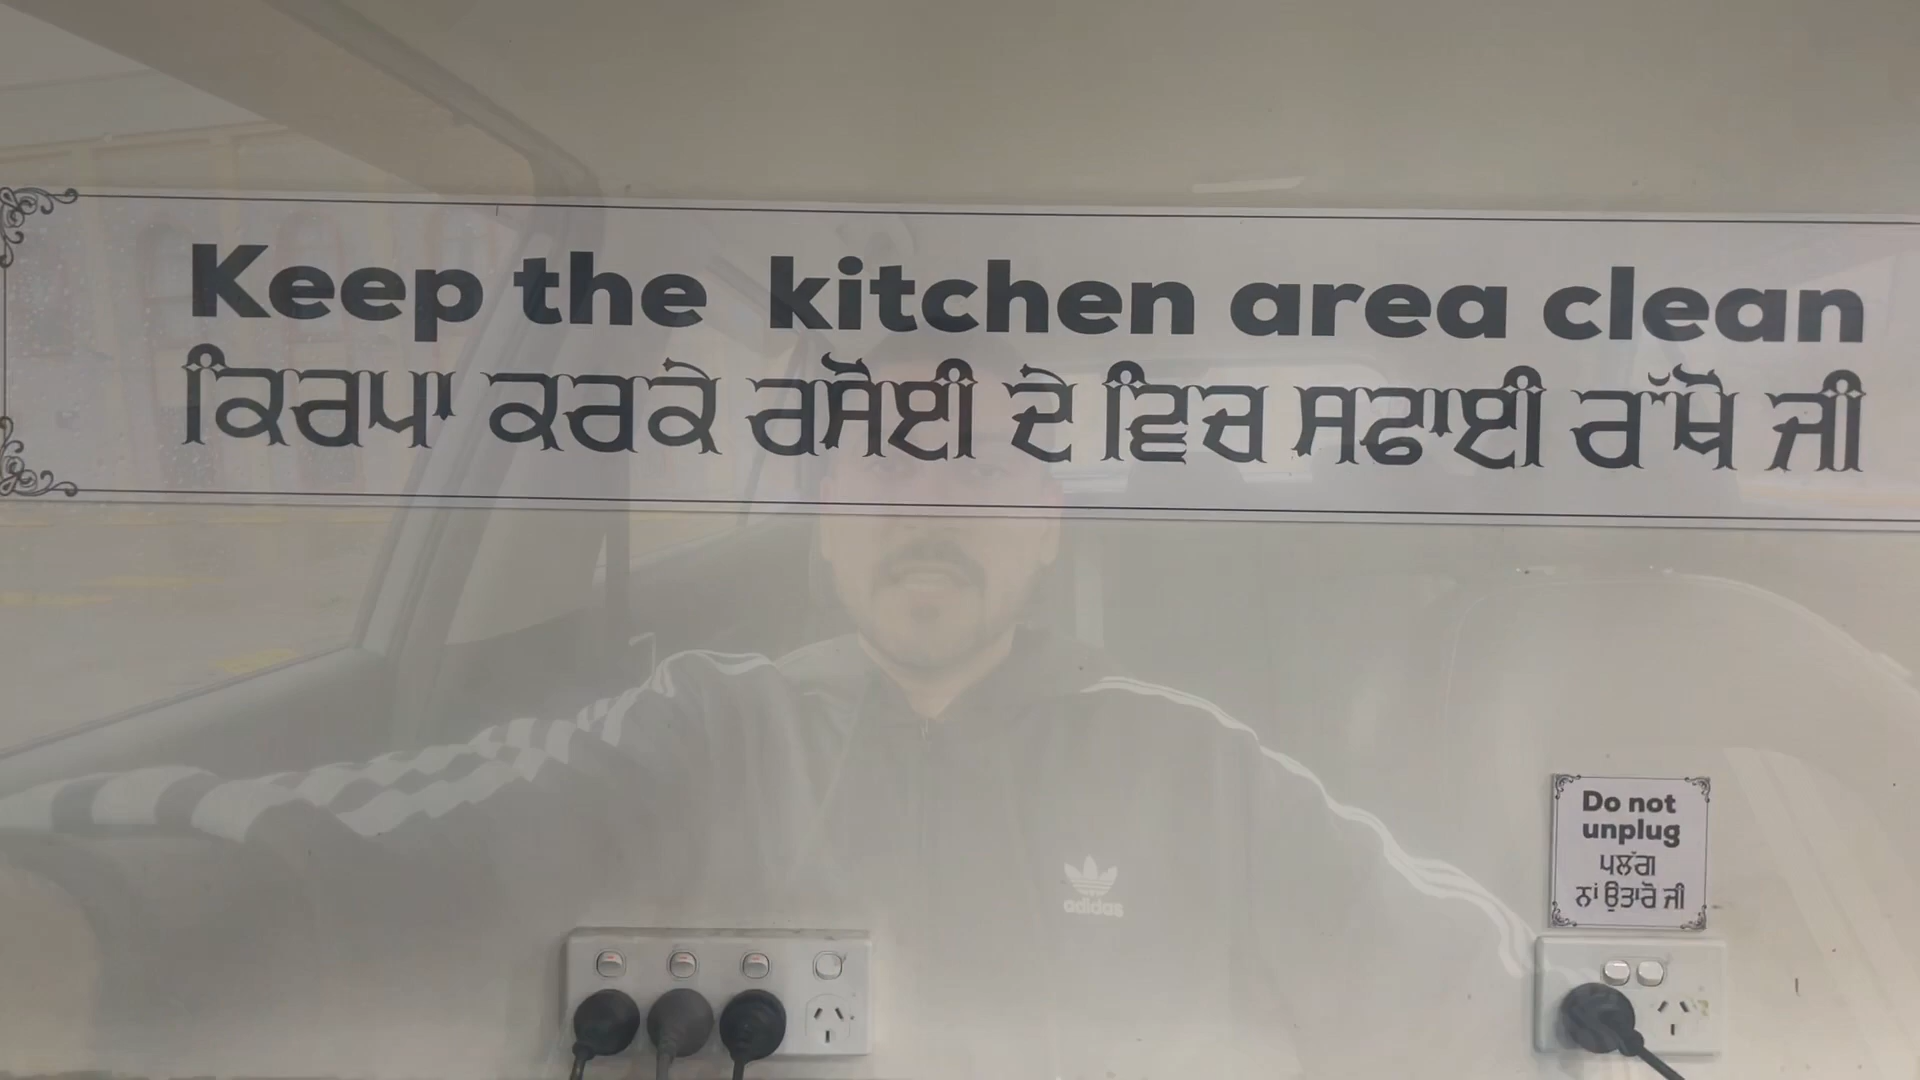 Keep the kitchen area clean
ਕਿਰਪਾ ਕਰਕੇ ਰਸੋਈ ਦੇ ਵਿਚ ਸਫਾਈ ਰੱਖੋ ਜੀ
Do not
unplug
ਪਲੱਗ
ਨਾਂ ਉਤਾਰੋ ਜੀ
adidas